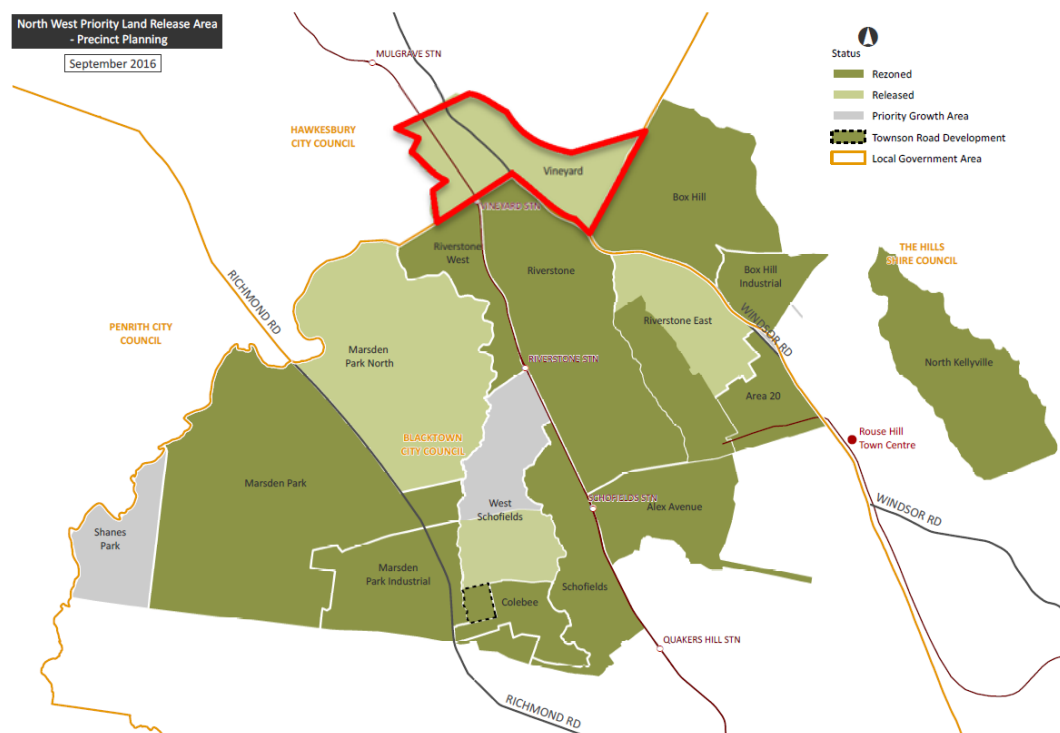 North West Priority Land Release Area
- Precinct Planning
September 2016
MULGRAVE STN
Status
Rezoned
Released
Priority Growth Area
Townson Road Development
Local Government Area
HAWKESBURY
CITY COUNCIL
Vineyard
Box Hill
VINEYARD STN
Riverstone
West
Riverstone
THE HILLS
SHIRE COUNCIL
Box Hill
Industrial
RICHMOND RD
WINDSOR RD
PENRITH CITY
COUNCIL
Riverstone East
Marsden
Park North
RIVERSTONE STN
North Kellyville
Area 20
Rouse Hill
Town Centre
BLACKTOWN
CITY COUNCIL
Marsden Park
SCHOFIELDS STN
West
Schofields
Alex Avenue
WINDSOR RD
Shanes
Park
Marsden
Park Industrial
Schofields
Colebee
QUAKERS HILL STN
RICHMOND RD